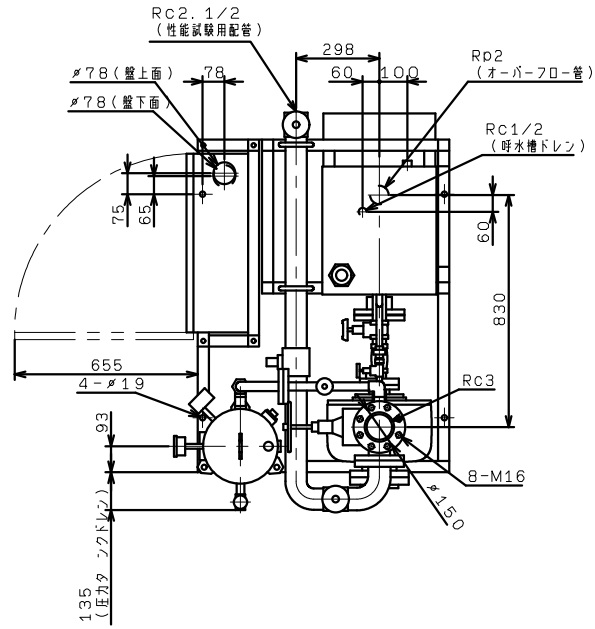 Rc2.1/2
(性能試験用配管)
298
Rp2
(オーバーフロー管)
ø78(盤上面)
78
60
100
ø78(盤下面)
Rc1/2
(呼水槽ドレン)
75
65
60
830
655
4-ø19
Rc3
93
8-M16
ø150
135
(圧力タンクドレン)